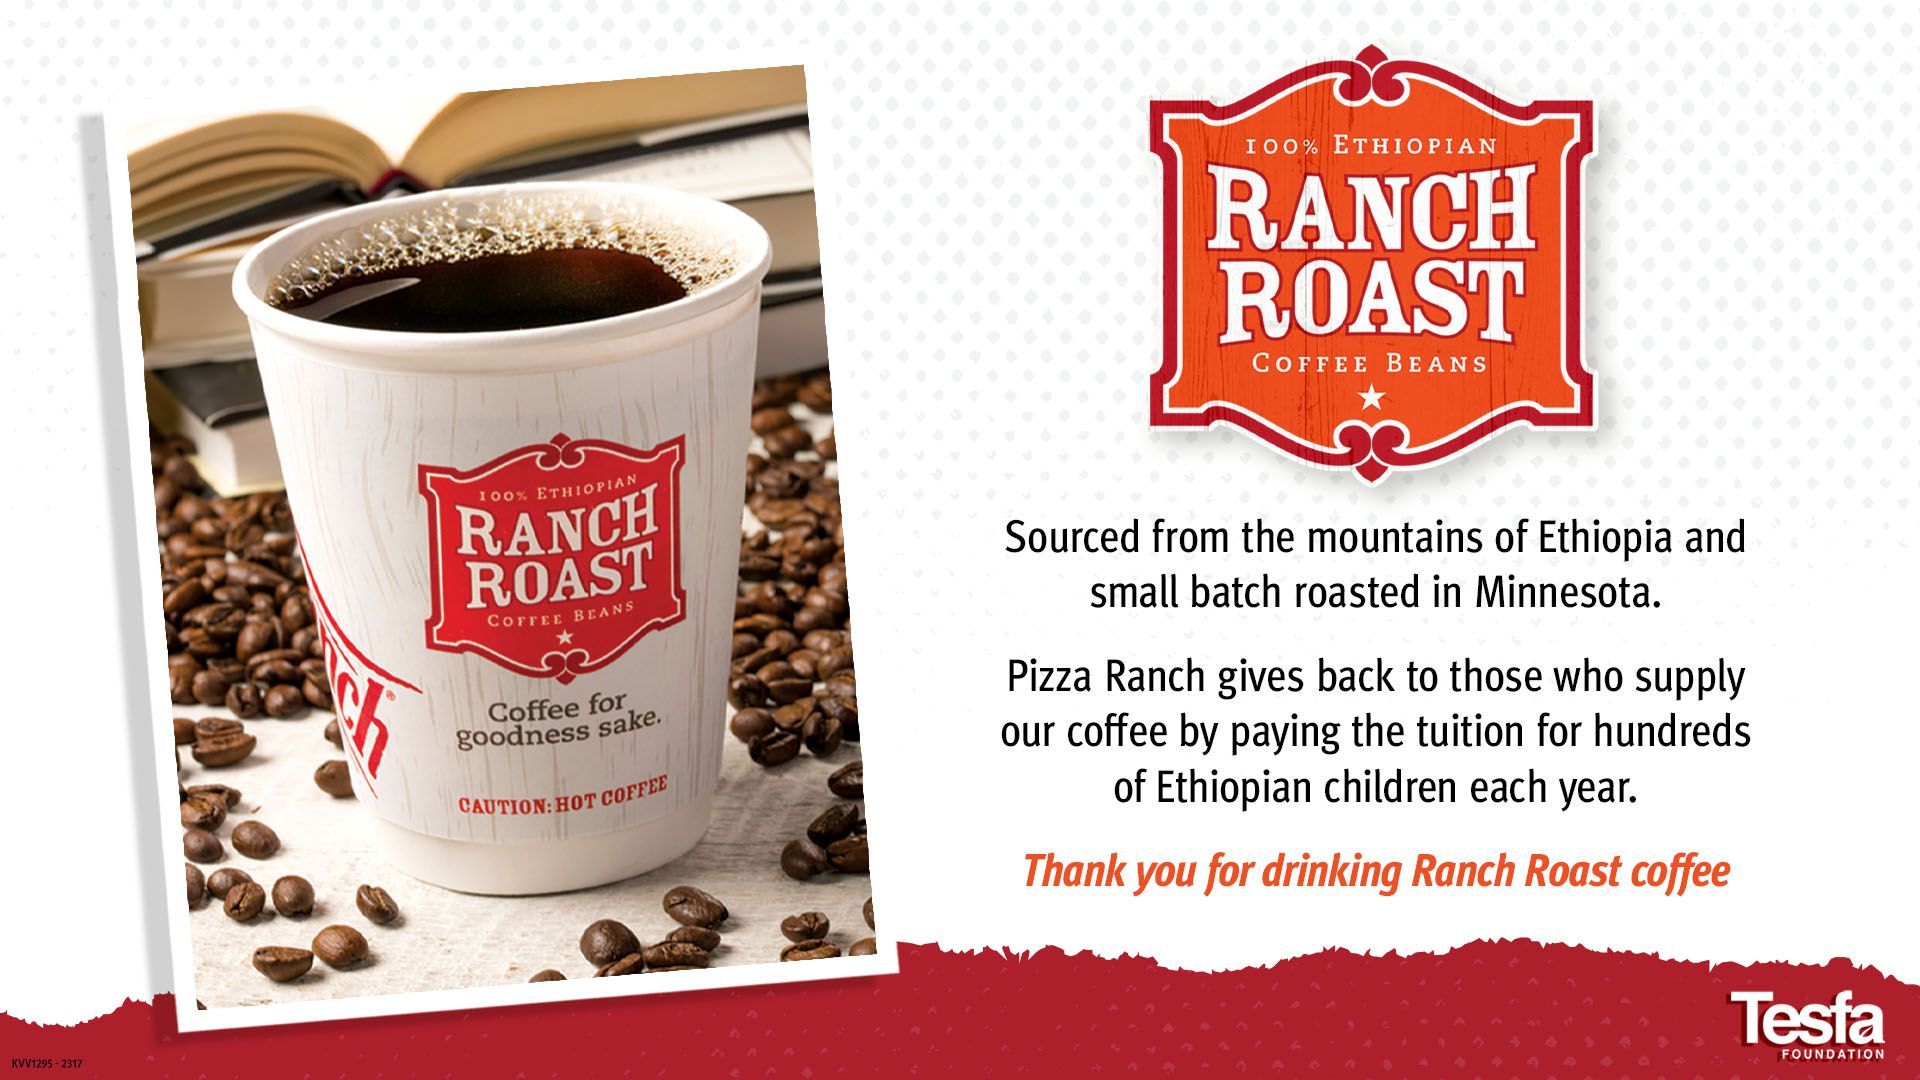 100% ETHIOPIAN
RANCH
ROAST
COFFEE BEANS
100% ETHIOPIAN
RANCH
ROAST
COFFEE BEANS
Coffee for
goodness sake.
CAUTION: HOT COFFEE
Sourced from the mountains of Ethiopia and
small batch roasted in Minnesota.
Pizza Ranch gives back to those who supply
our coffee by paying the tuition for hundreds
of Ethiopian children each year.
Thank you for drinking Ranch Roast coffee
Tesfa
FOUNDATION
KVV1295 - 2317